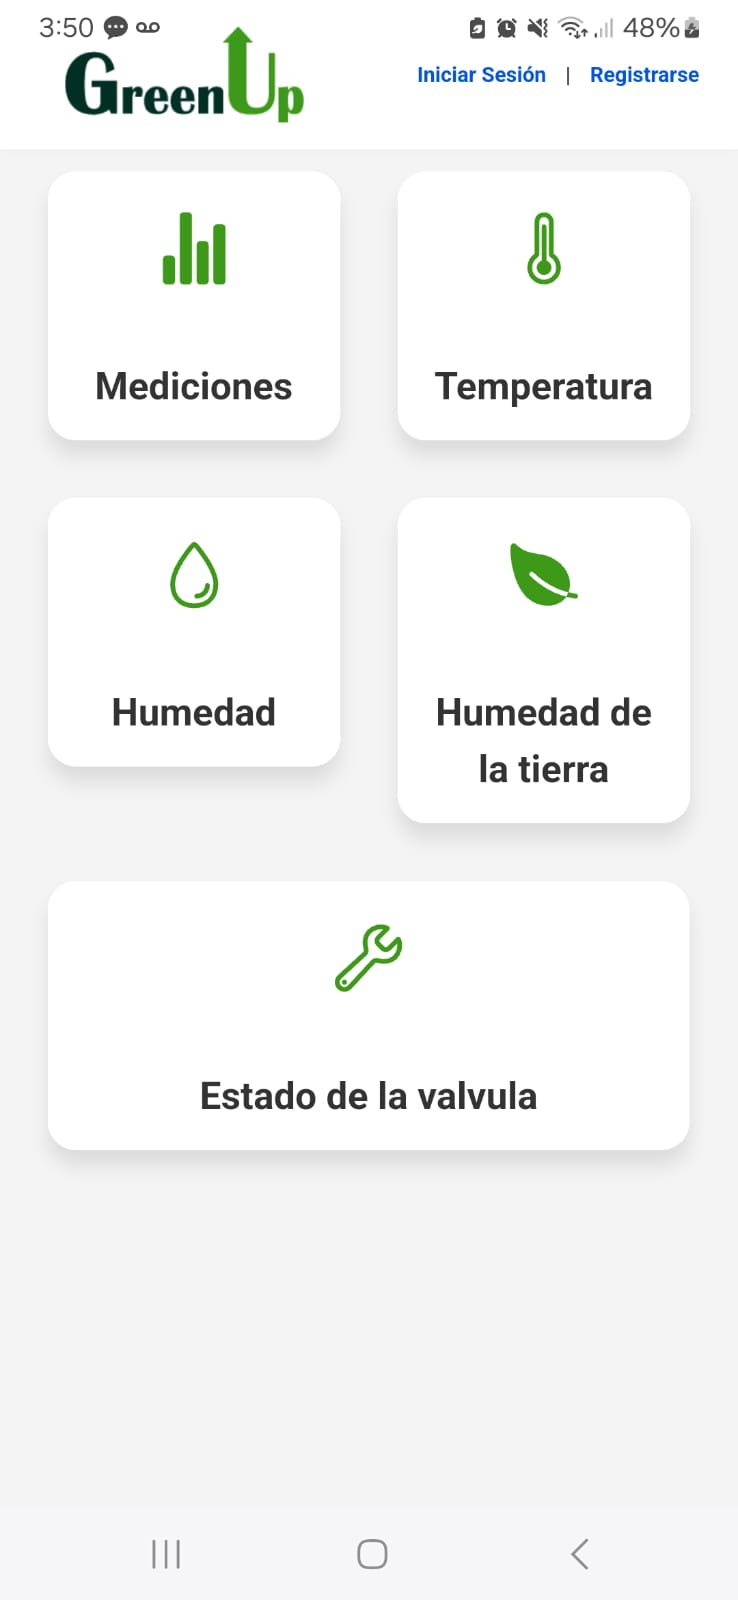 3:50
48%
GreenUp
Iniciar Sesión | Registrarse
Mediciones
Temperatura
Humedad
Humedad de
la tierra
Estado de la valvula